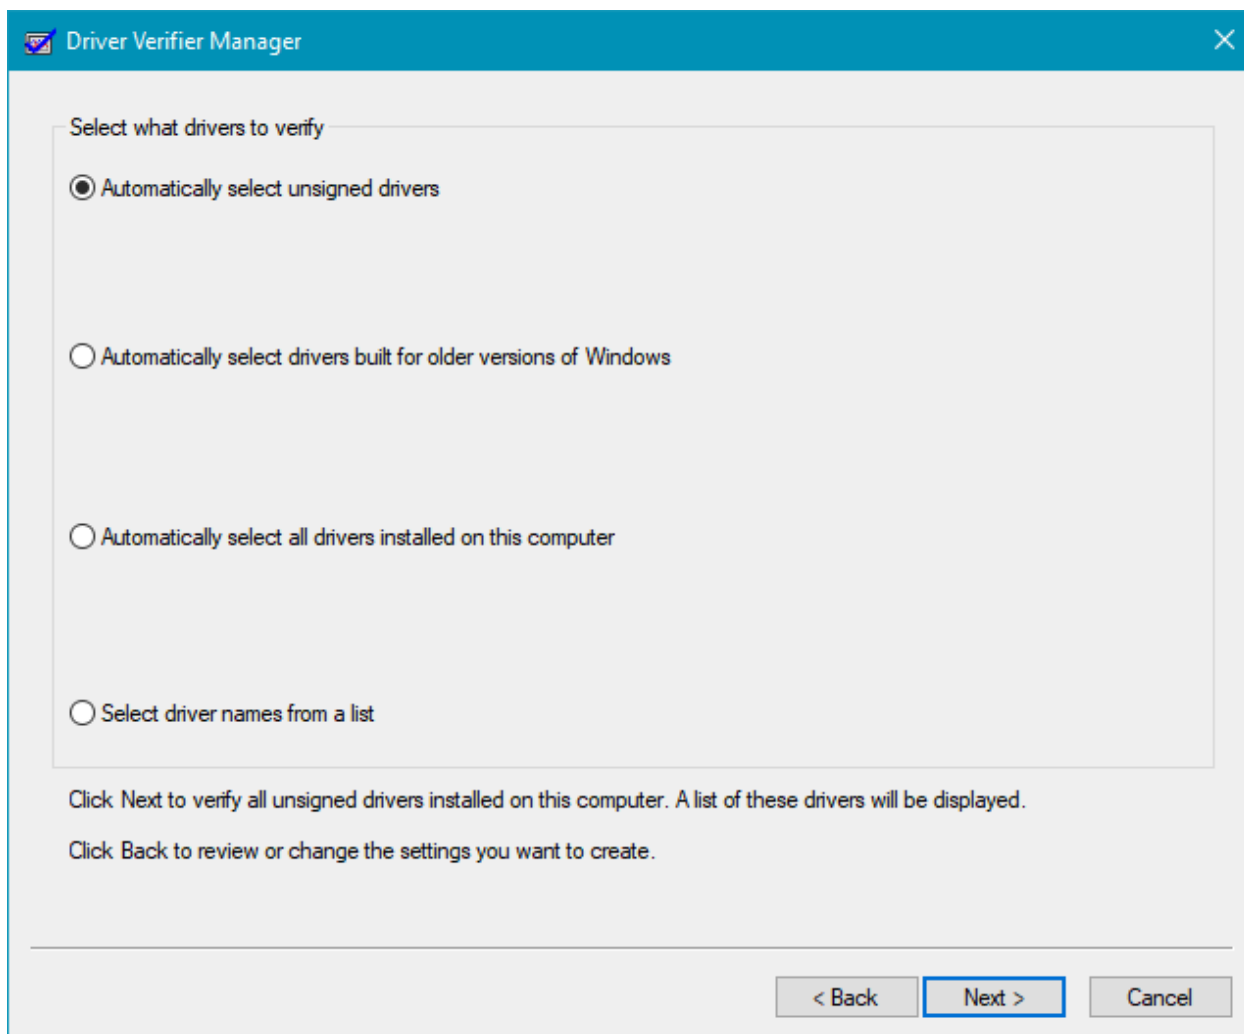 Driver Verifier Manager
Select what drivers to verify
Automatically select unsigned drivers
Automatically select drivers built for older versions of Windows
Automatically select all drivers installed on this computer
Select driver names from a list
Click Next to verify all unsigned drivers installed on this computer. A list of these drivers will be displayed.
Click Back to review or change the settings you want to create.
< Back Next > Cancel